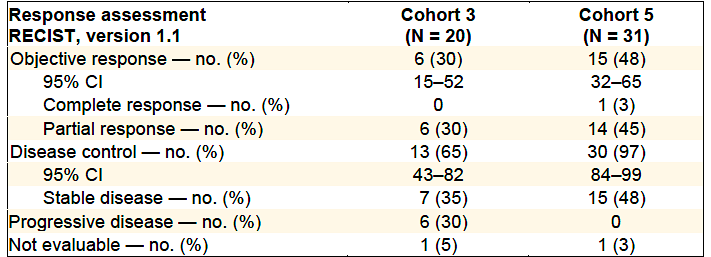 Response assessment Cohort 3 Cohort 5
RECIST, version 1.1 (N = 20) (N = 31)
Objective response — no. (%) 6 (30) 15 (48)
95% CI 15–52 32–65
Complete response — no. (%) 0 1 (3)
Partial response — no. (%) 6 (30) 14 (45)
Disease control — no. (%) 13 (65) 30 (97)
95% CI 43–82 84–99
Stable disease — no. (%) 7 (35) 15 (48)
Progressive disease — no. (%) 6 (30) 0
Not evaluable — no. (%) 1 (5) 1 (3)